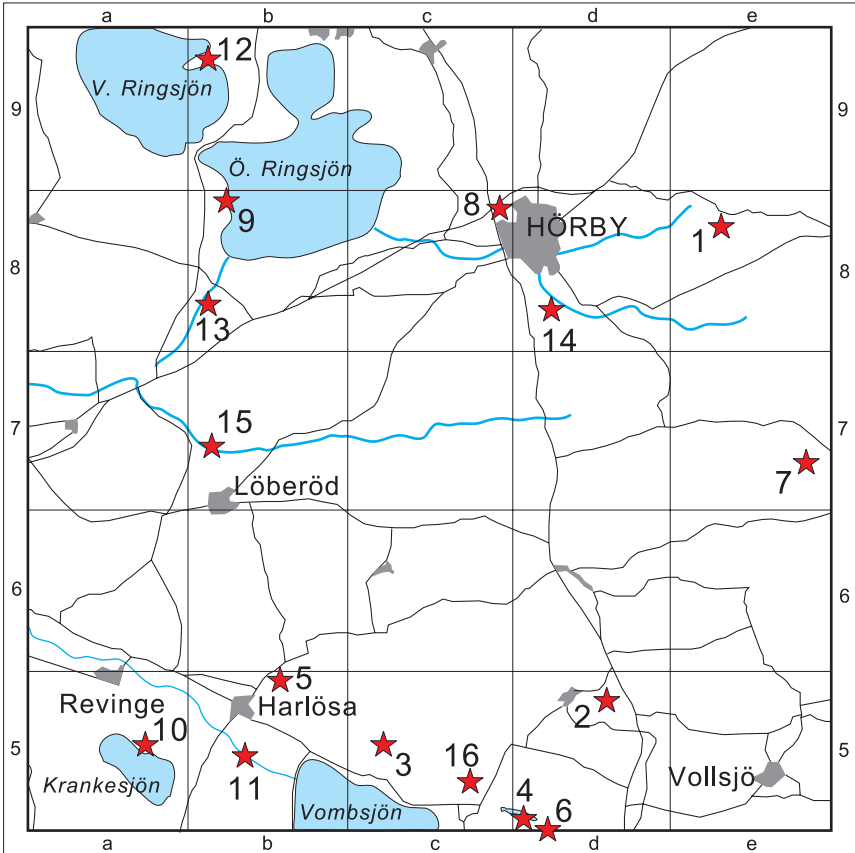 a b c d e
12
V. Ringsjön
9 9
Ö. Ringsjön
9 8 HÖRBY 1
8 8
13 14
15
7 7
7
Löberöd
6 6
5
Revinge Harlösa 2
10
5 3 16 5
11 Vollsjö
Krankesjön
Vombsjön 4 6
a b c d e